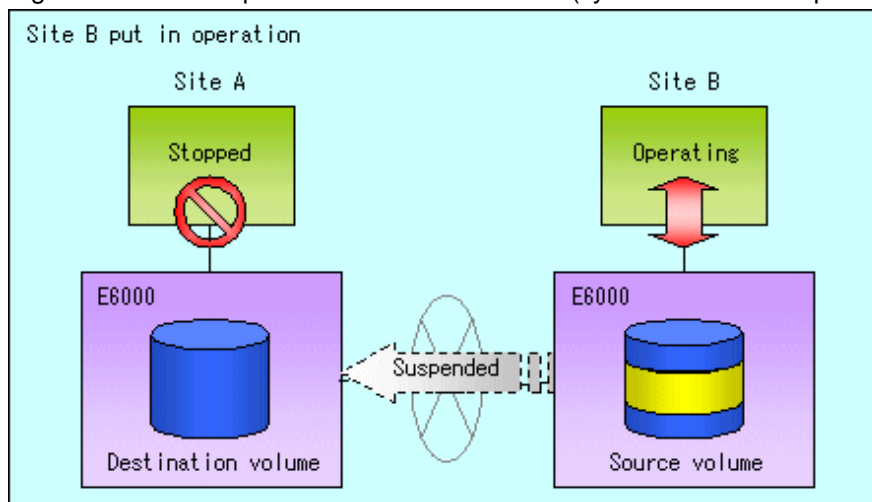 Site B put in operation
Site A
Site B
Stopped
Operating
E6000
E6000
Suspended
Destination volume
Source volume